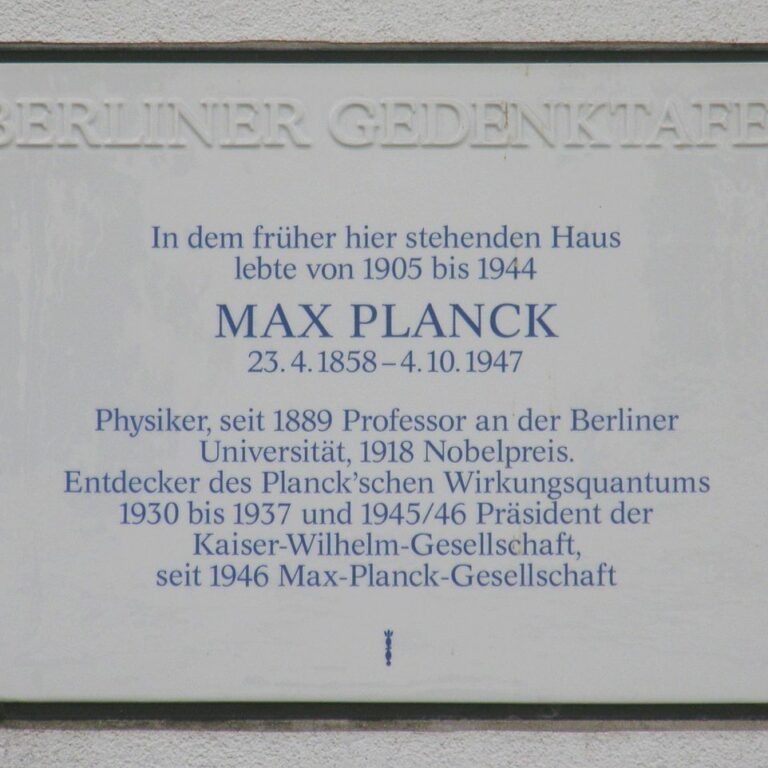 BERLINER GEDENKTAFE
In dem früher hier stehenden Haus
lebte von 1905 bis 1944
MAX PLANCK
23.4.1858–4.10.1947
Physiker, seit 1889 Professor an der Berliner
Universität, 1918 Nobelpreis.
Entdecker des Planck'schen Wirkungsquantums
1930 bis 1937 und 1945/46 Präsident der
Kaiser-Wilhelm-Gesellschaft,
seit 1946 Max-Planck-Gesellschaft